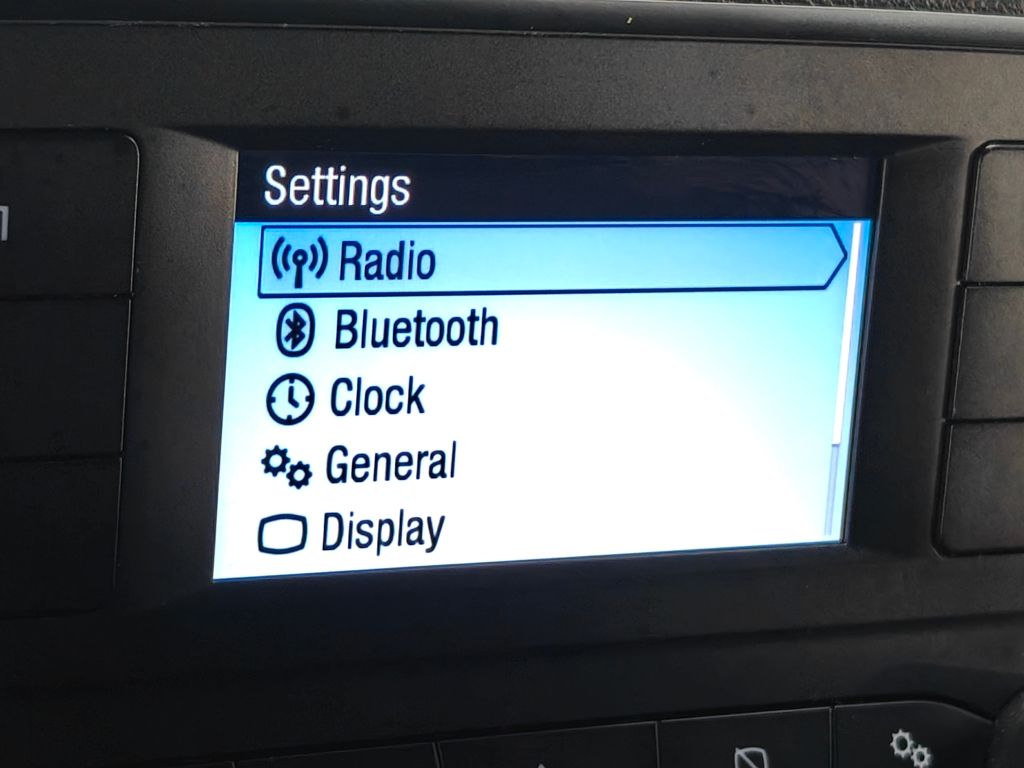 Settings
Radio
Bluetooth
Clock
General
Display